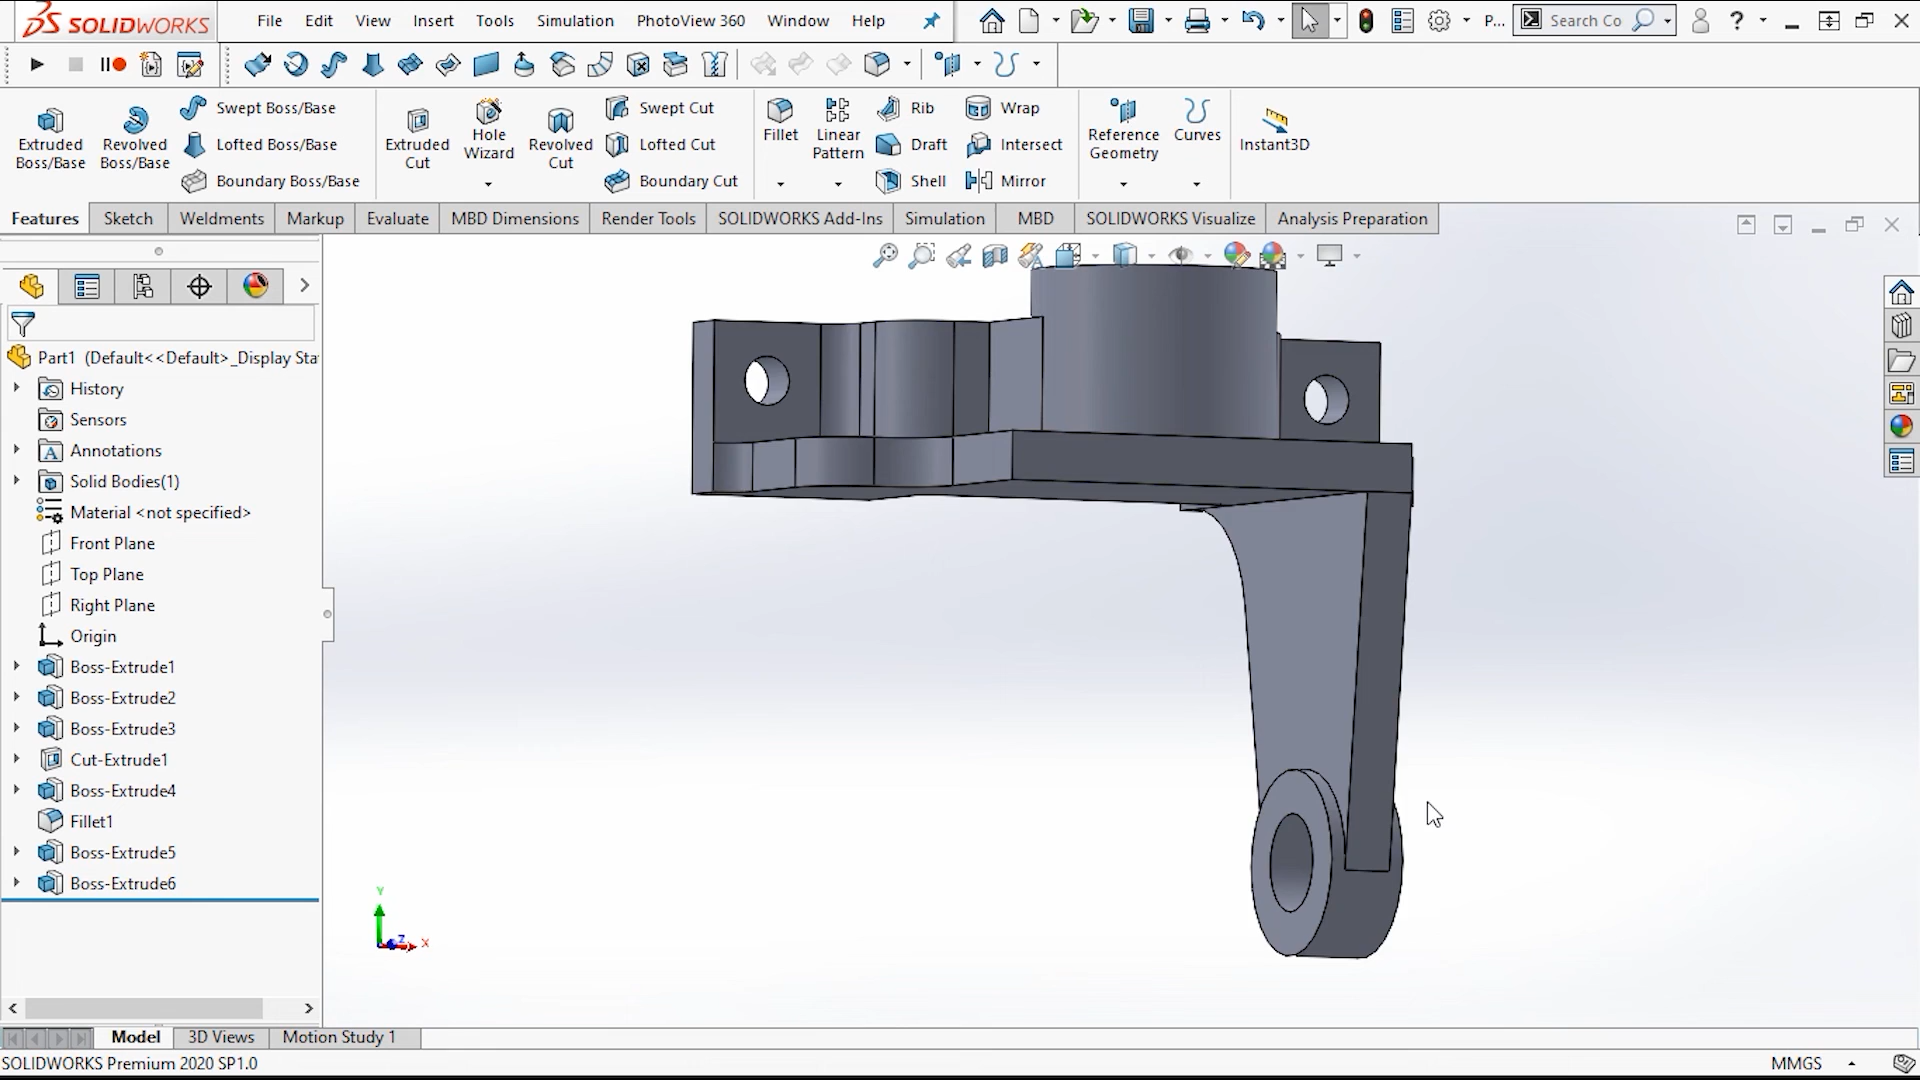 SOLIDWORKS File Edit View Insert Tools Simulation PhotoView 360 Window Help P... Search Co ?
Extruded Boss/Base
Revolved Boss/Base
Swept Boss/Base
Lofted Boss/Base
Boundary Boss/Base
Extruded Cut
Hole Wizard
Revolved Cut
Swept Cut
Lofted Cut
Boundary Cut
Fillet
Linear Pattern
Rib
Draft
Shell
Wrap
Intersect
Mirror
Reference Geometry
Curves
Instant3D
Features Sketch Weldments Markup Evaluate MBD Dimensions Render Tools SOLIDWORKS Add-Ins Simulation MBD SOLIDWORKS Visualize Analysis Preparation
Part1 (Default<<Default>_Display Sta
History
Sensors
A Annotations
Solid Bodies(1)
Material <not specified>
Front Plane
Top Plane
Right Plane
Origin
Boss-Extrude1
Boss-Extrude2
Boss-Extrude3
Cut-Extrude1
Boss-Extrude4
Fillet1
Boss-Extrude5
Boss-Extrude6
Y
Z X
Model 3D Views Motion Study 1
SOLIDWORKS Premium 2020 SP1.0 MMGS